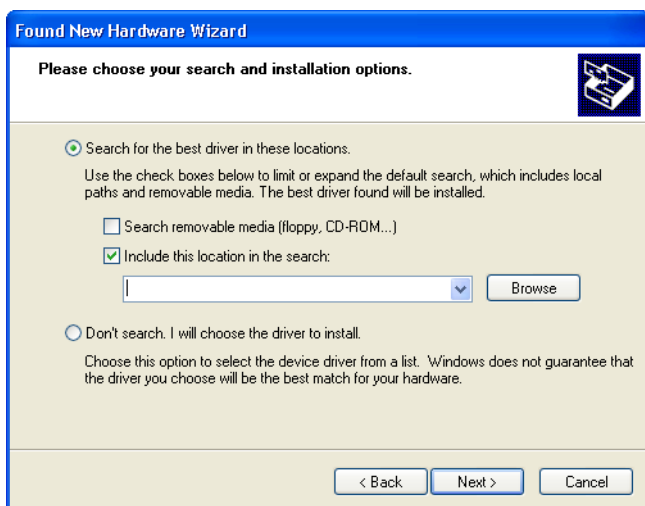 Found New Hardware Wizard
Please choose your search and installation options.
Search for the best driver in these locations.
Use the check boxes below to limit or expand the default search, which includes local
paths and removable media. The best driver found will be installed.
Search removable media (floppy, CD-ROM...)
Include this location in the search:
Browse
Don't search. I will choose the driver to install.
Choose this option to select the device driver from a list. Windows does not guarantee that
the driver you choose will be the best match for your hardware.
< Back Next > Cancel